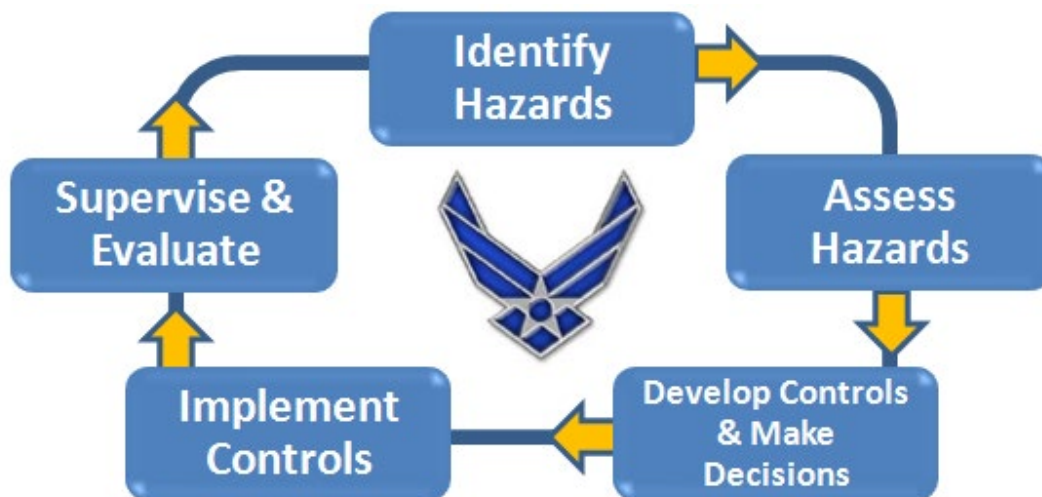 Identify
Hazards
Assess
Hazards
Develop Controls
& Make
Decisions
Implement
Controls
Supervise &
Evaluate